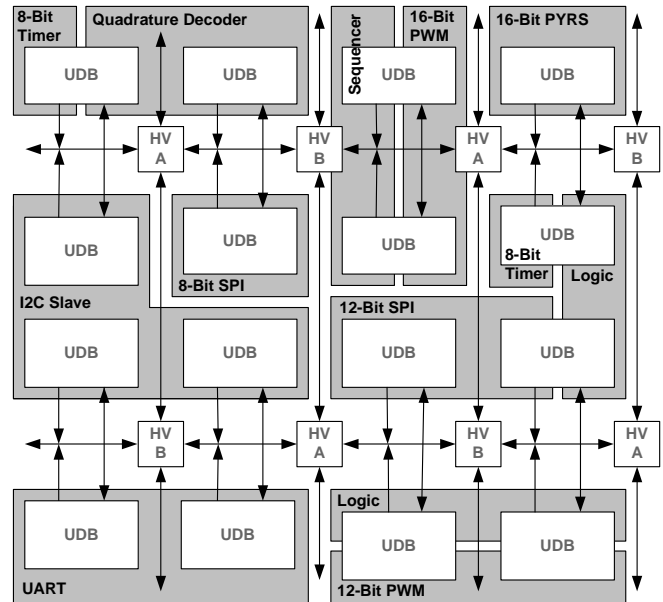 8-Bit
Timer
Quadrature Decoder
Sequencer
16-Bit
PWM
16-Bit PYRS
UDB
UDB
UDB
UDB
HV
A
HV
B
HV
A
HV
B
UDB
UDB
UDB
UDB
8-Bit
Timer
Logic
I2C Slave
8-Bit SPI
12-Bit SPI
UDB
UDB
UDB
UDB
HV
B
HV
A
HV
B
HV
A
Logic
UDB
UDB
UDB
UDB
UART
12-Bit PWM